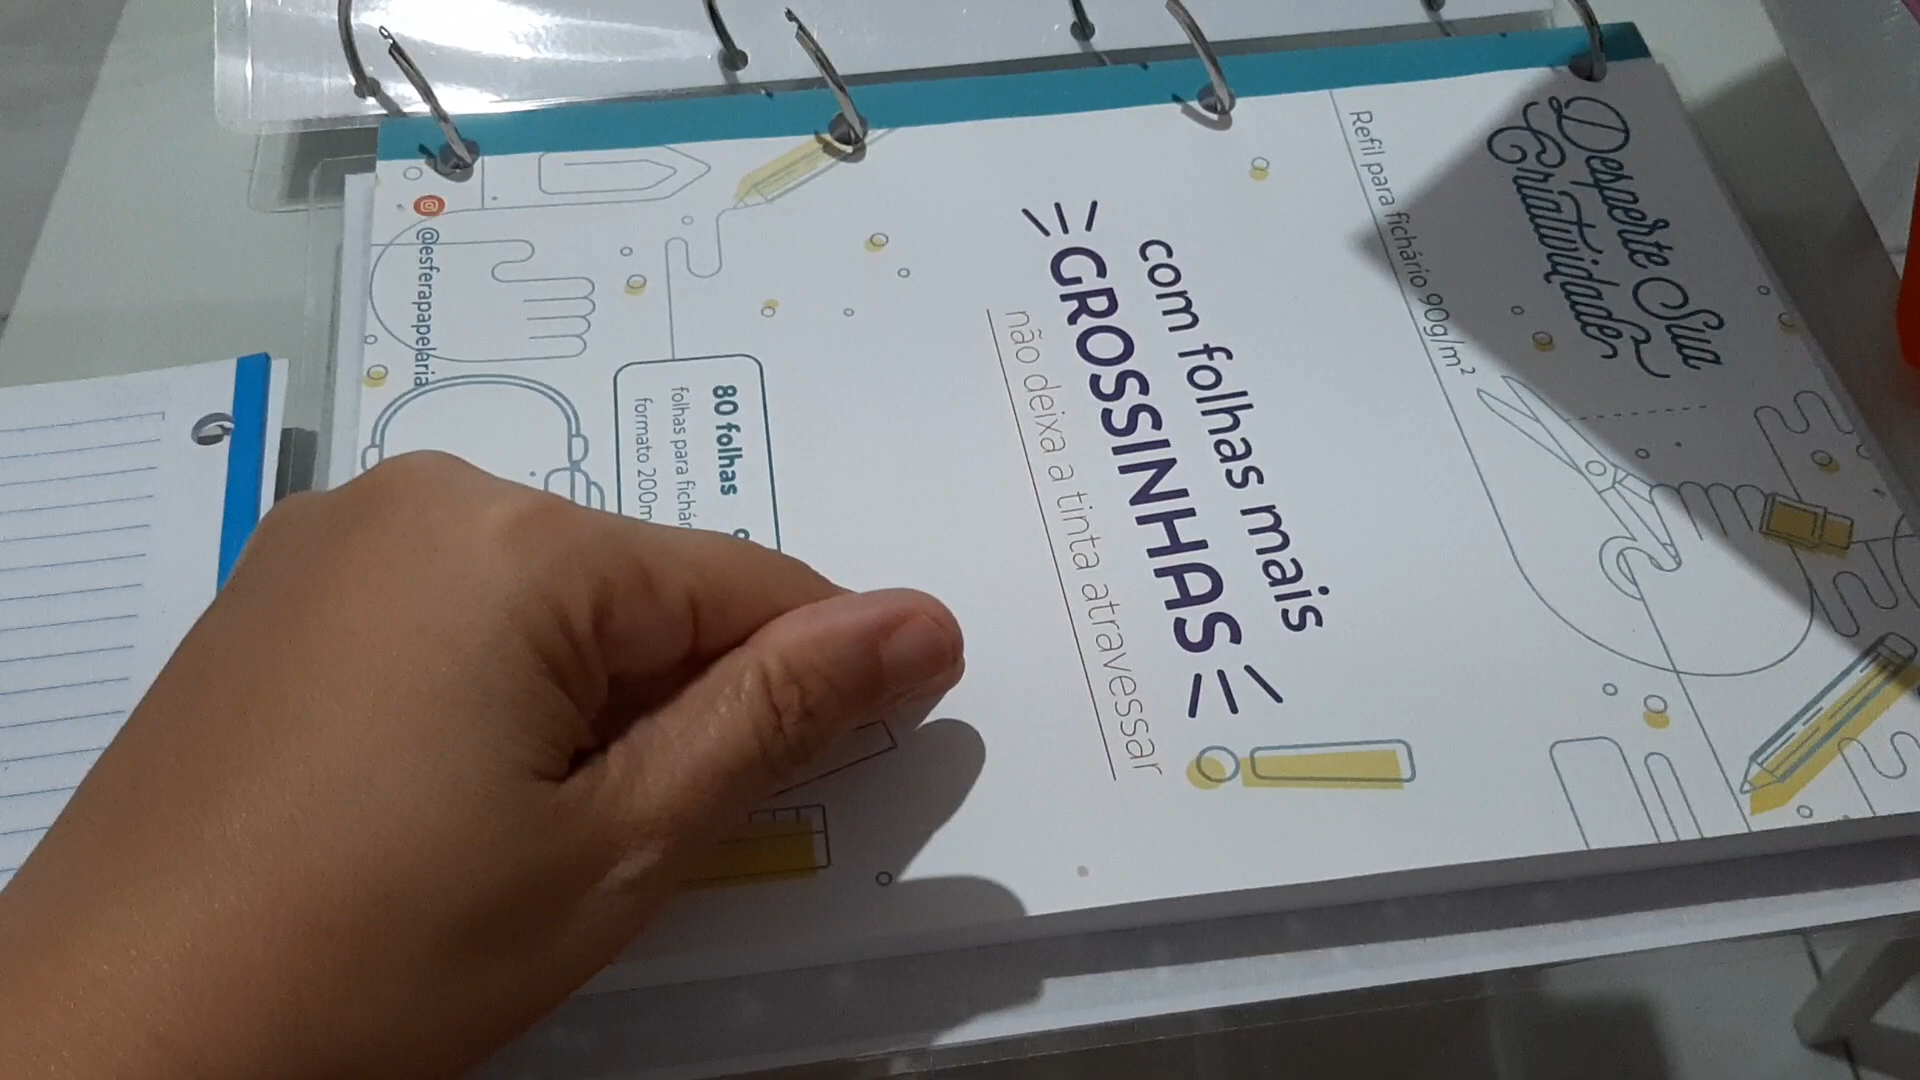 Desperte Sua
Criatividade
Refil para fichário 90g/m²
com folhas mais
GROSSINHAS
não deixa a tinta atravessar
80 folhas
folhas para fichár
formato 200m
@esferapapelaria